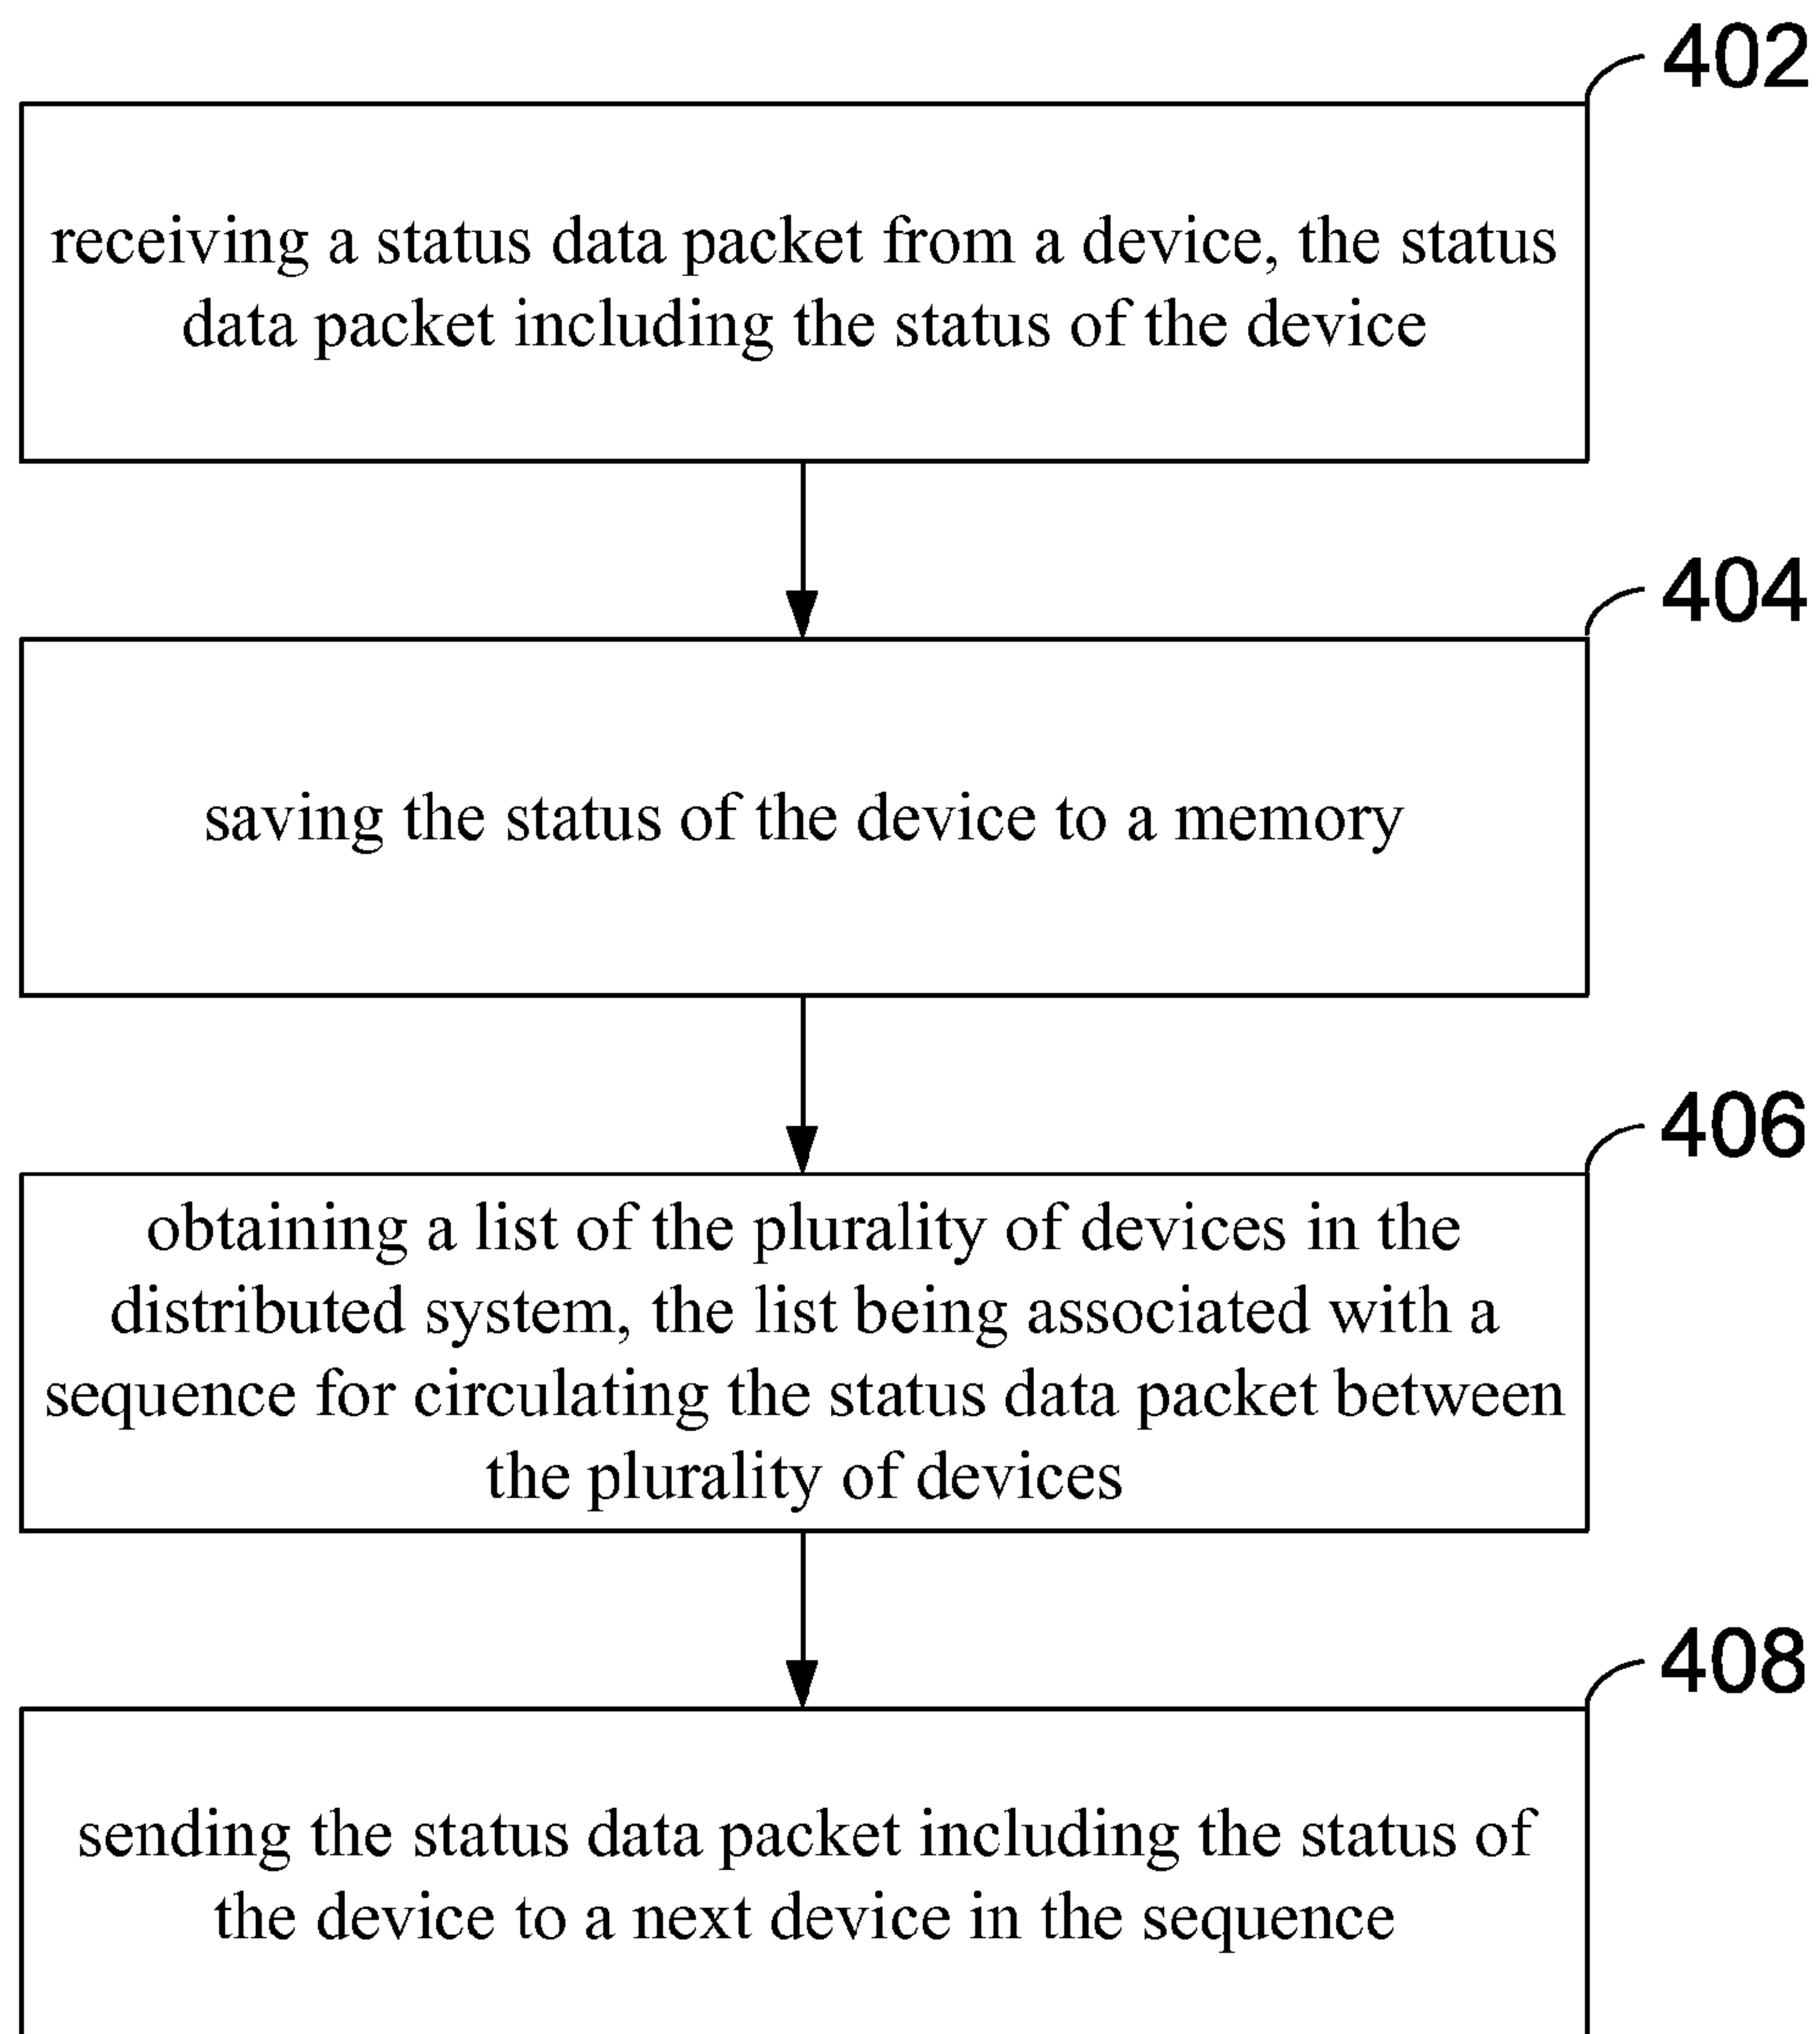 402
receiving a status data packet from a device, the status
data packet including the status of the device
404
saving the status of the device to a memory
406
obtaining a list of the plurality of devices in the
distributed system, the list being associated with a
sequence for circulating the status data packet between
the plurality of devices
408
sending the status data packet including the status of
the device to a next device in the sequence